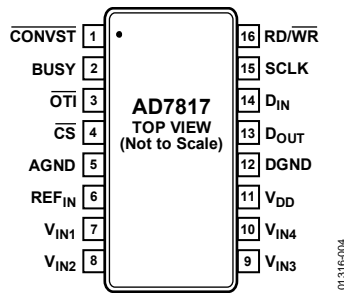 CONVST 1
BUSY 2
OTI 3
CS 4
AGND 5
REFIN 6
VIN1 7
VIN2 8
AD7817
TOP VIEW
(Not to Scale)
16 RD/WR
15 SCLK
14 DIN
13 DOUT
12 DGND
11 VDD
10 VIN4
9 VIN3
01316-004